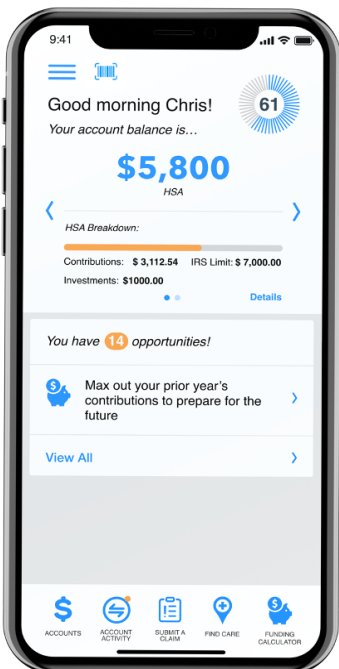 9:41
Good morning Chris!
61
Your account balance is...
$5,800
HSA
HSA Breakdown:
Contributions: $ 3,112.54 IRS Limit: $ 7,000.00
Investments: $1000.00
Details
You have 14 opportunities!
Max out your prior year's
contributions to prepare for the
future
View All
ACCOUNTS
ACCOUNT
ACTIVITY
SUBMIT A
CLAIM
FIND CARE
FUNDING
CALCULATOR